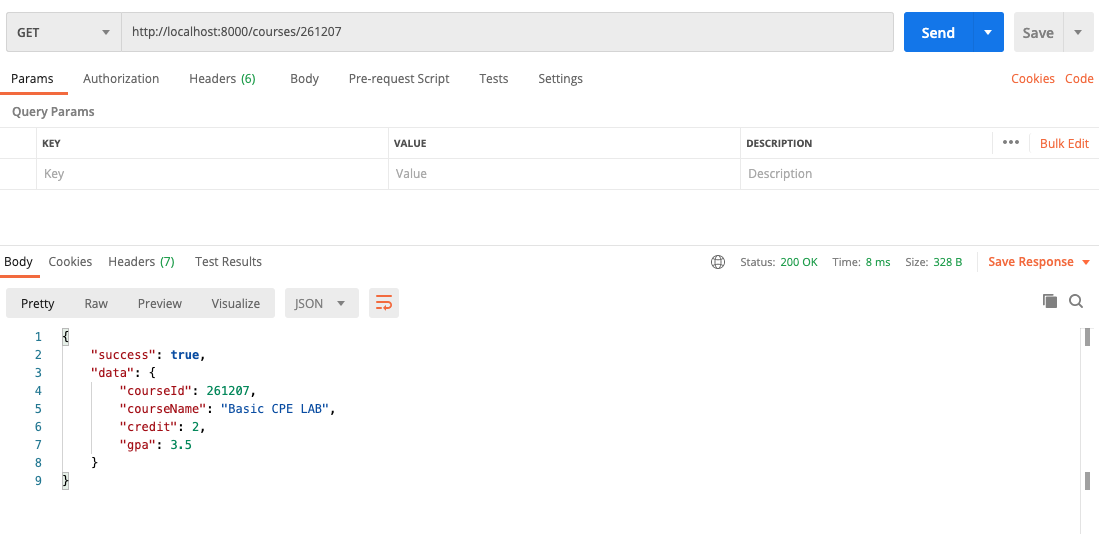 GET http://localhost:8000/courses/261207 Send Save
Params Authorization Headers (6) Body Pre-request Script Tests Settings Cookies Code
Query Params
KEY VALUE DESCRIPTION ••• Bulk Edit
Key Value Description
Body Cookies Headers (7) Test Results Status: 200 OK Time: 8 ms Size: 328 B Save Response
Pretty Raw Preview Visualize JSON
1 {
2 "success": true,
3 "data": {
4 "courseId": 261207,
5 "courseName": "Basic CPE LAB",
6 "credit": 2,
7 "gpa": 3.5
8 }
9 }